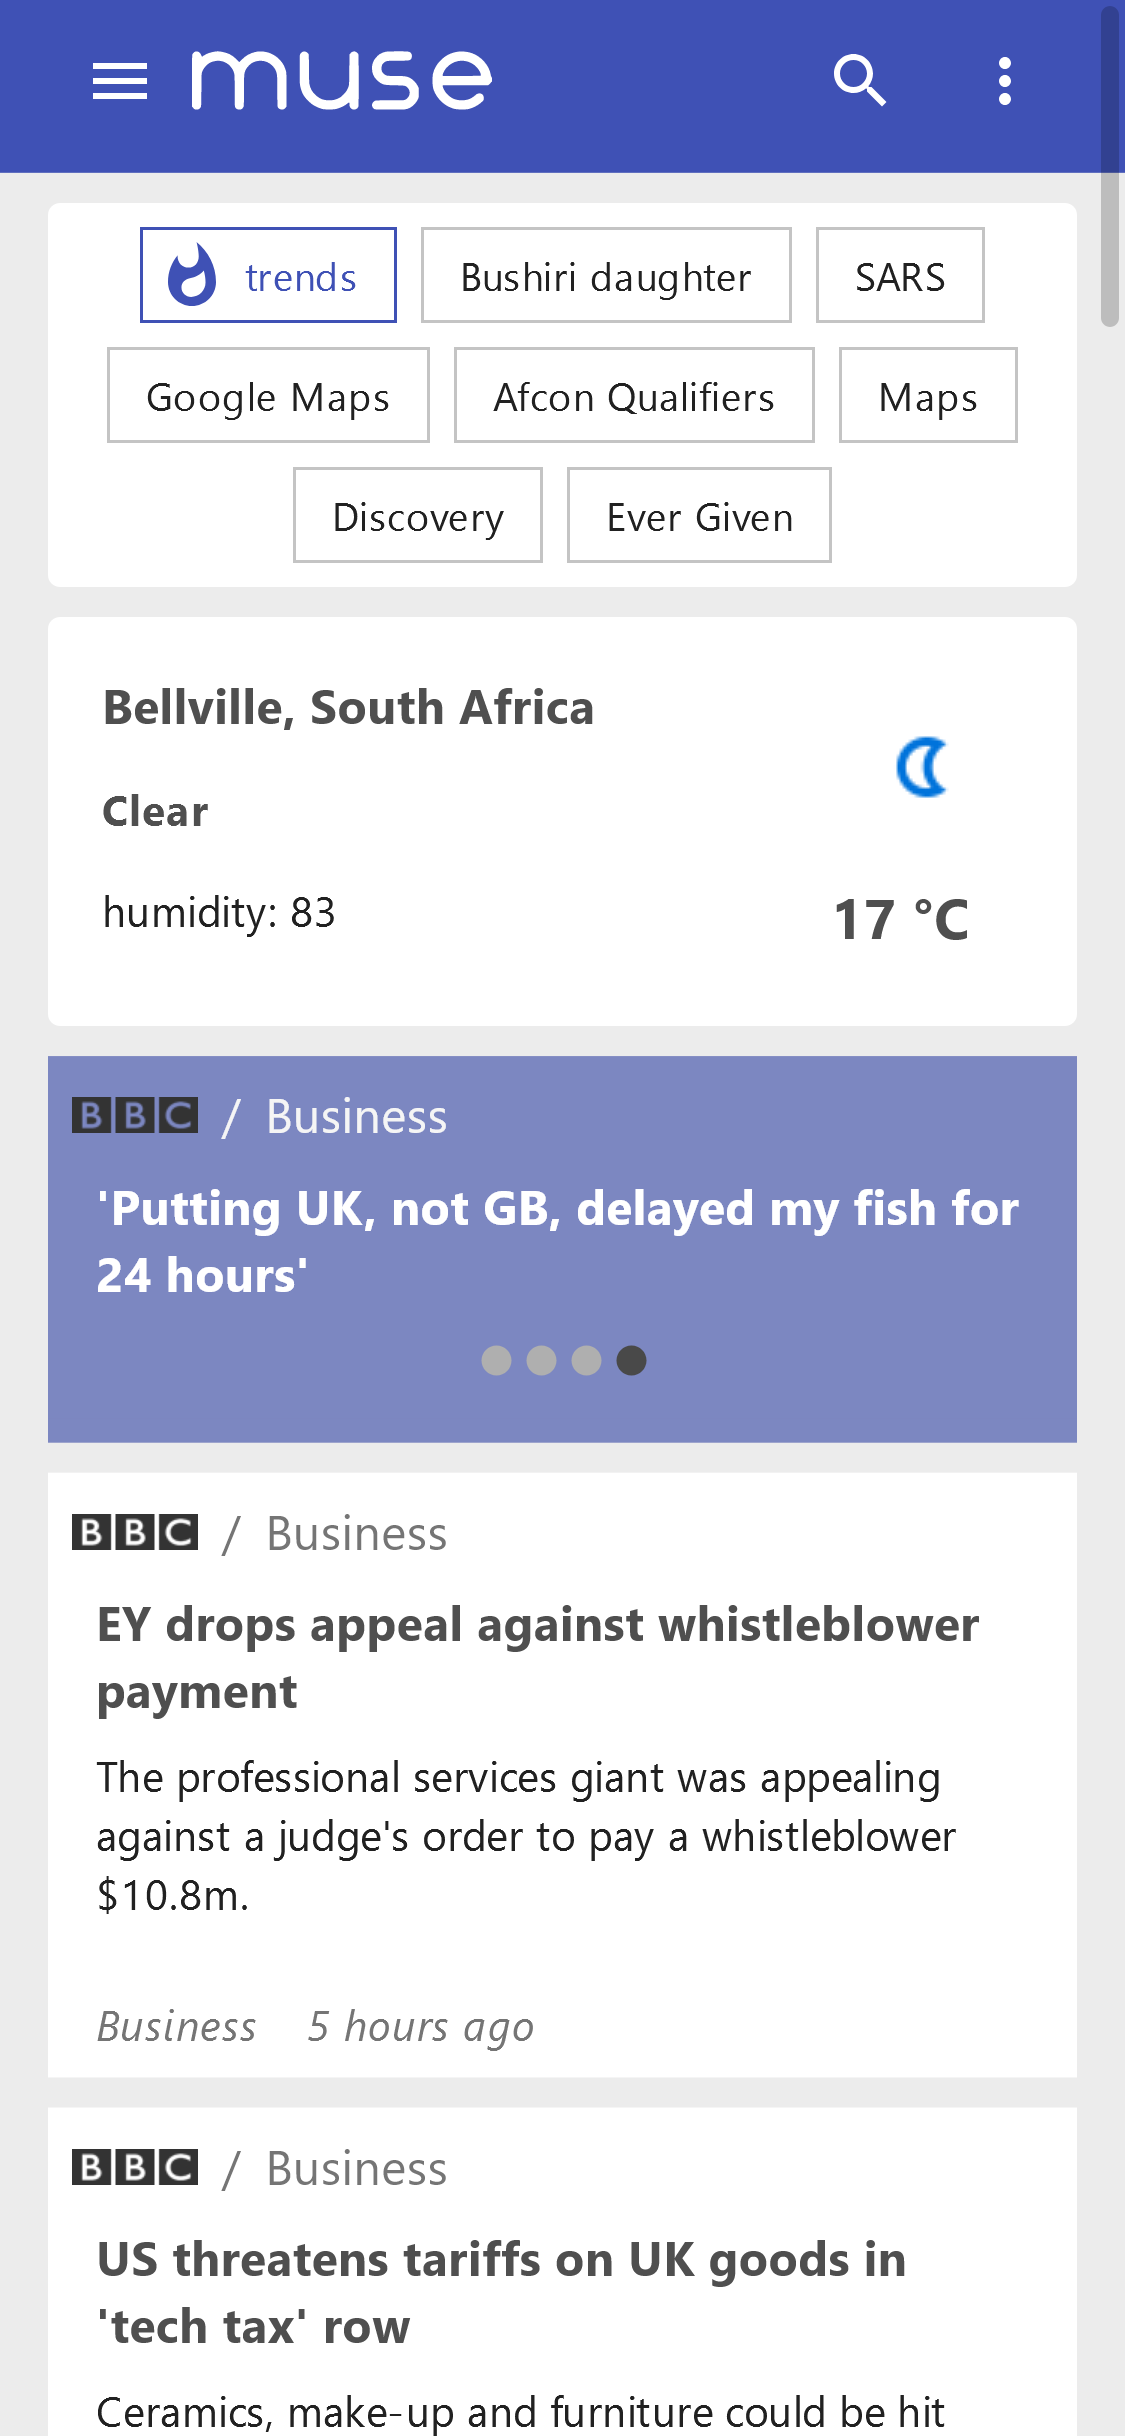 muse
trends
Bushiri daughter
SARS
Google Maps
Afcon Qualifiers
Maps
Discovery
Ever Given
Bellville, South Africa
Clear
humidity: 83
17 °C
BBC / Business
'Putting UK, not GB, delayed my fish for
24 hours'
BBC / Business
EY drops appeal against whistleblower
payment
The professional services giant was appealing
against a judge's order to pay a whistleblower
$10.8m.
Business 5 hours ago
BBC / Business
US threatens tariffs on UK goods in
'tech tax' row
Ceramics, make-up and furniture could be hit